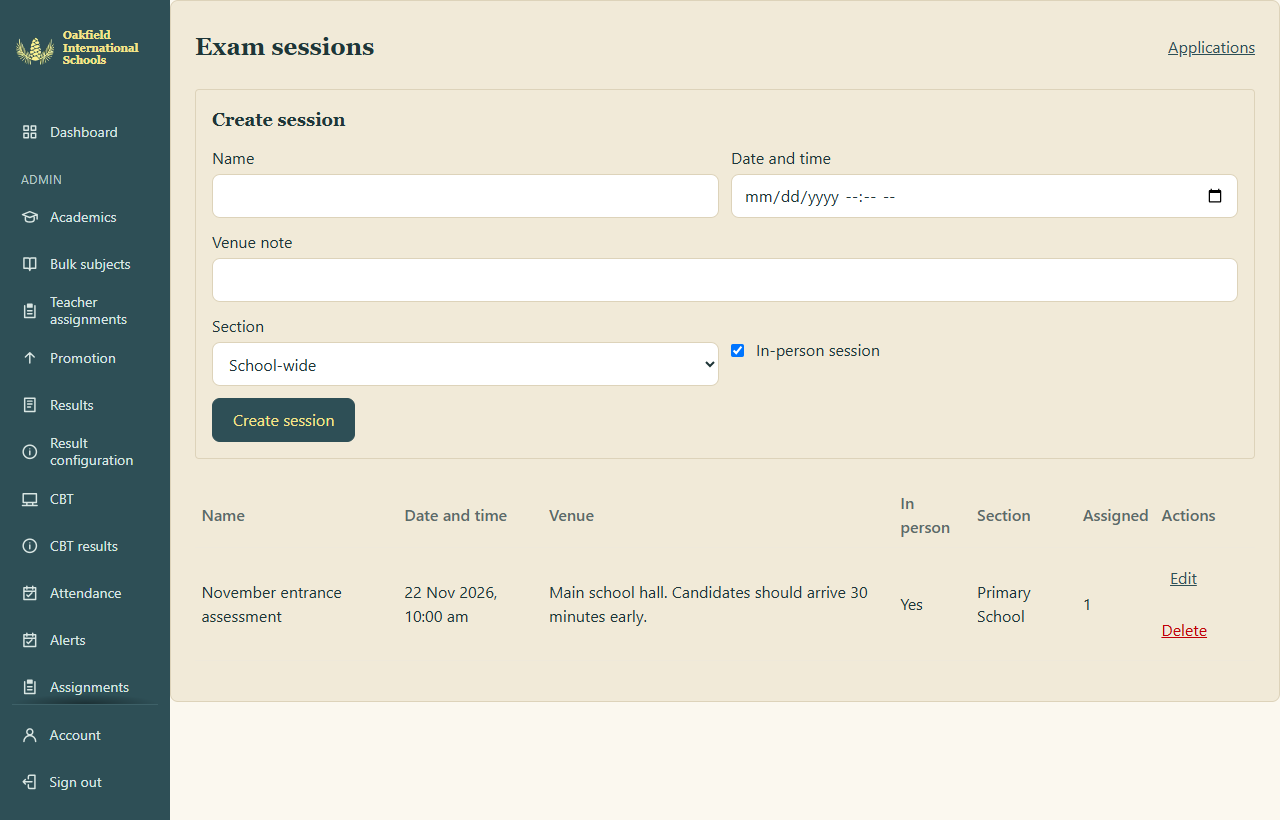 Oakfield
International
Schools
Dashboard
ADMIN
Academics
Bulk subjects
Teacher
assignments
Promotion
Results
Result
configuration
CBT
CBT results
Attendance
Alerts
Assignments
Account
Sign out
Exam sessions
Applications
Create session
Name
Date and time
mm/dd/yyyy --:-- --
Venue note
Section
School-wide
In-person session
Create session
Name
Date and time
Venue
In
person
Section
Assigned
Actions
November entrance
assessment
22 Nov 2026,
10:00 am
Main school hall. Candidates should arrive 30
minutes early.
Yes
Primary
School
1
Edit
Delete